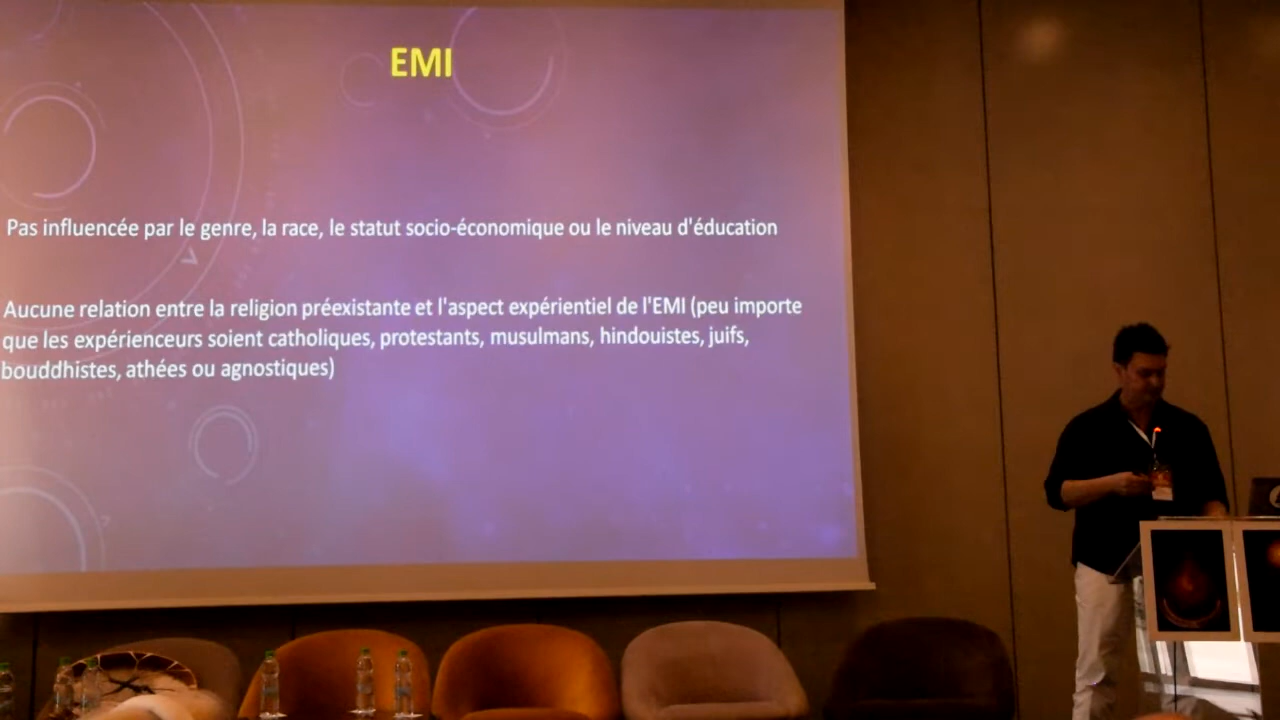 EMI
Pas influencée par le genre, la race, le statut socio-économique ou le niveau d'éducation
Aucune relation entre la religion préexistante et l'aspect expérientiel de l'EMI (peu importe
que les expérienceurs soient catholiques, protestants, musulmans, hindouistes, juifs,
bouddhistes, athées ou agnostiques)